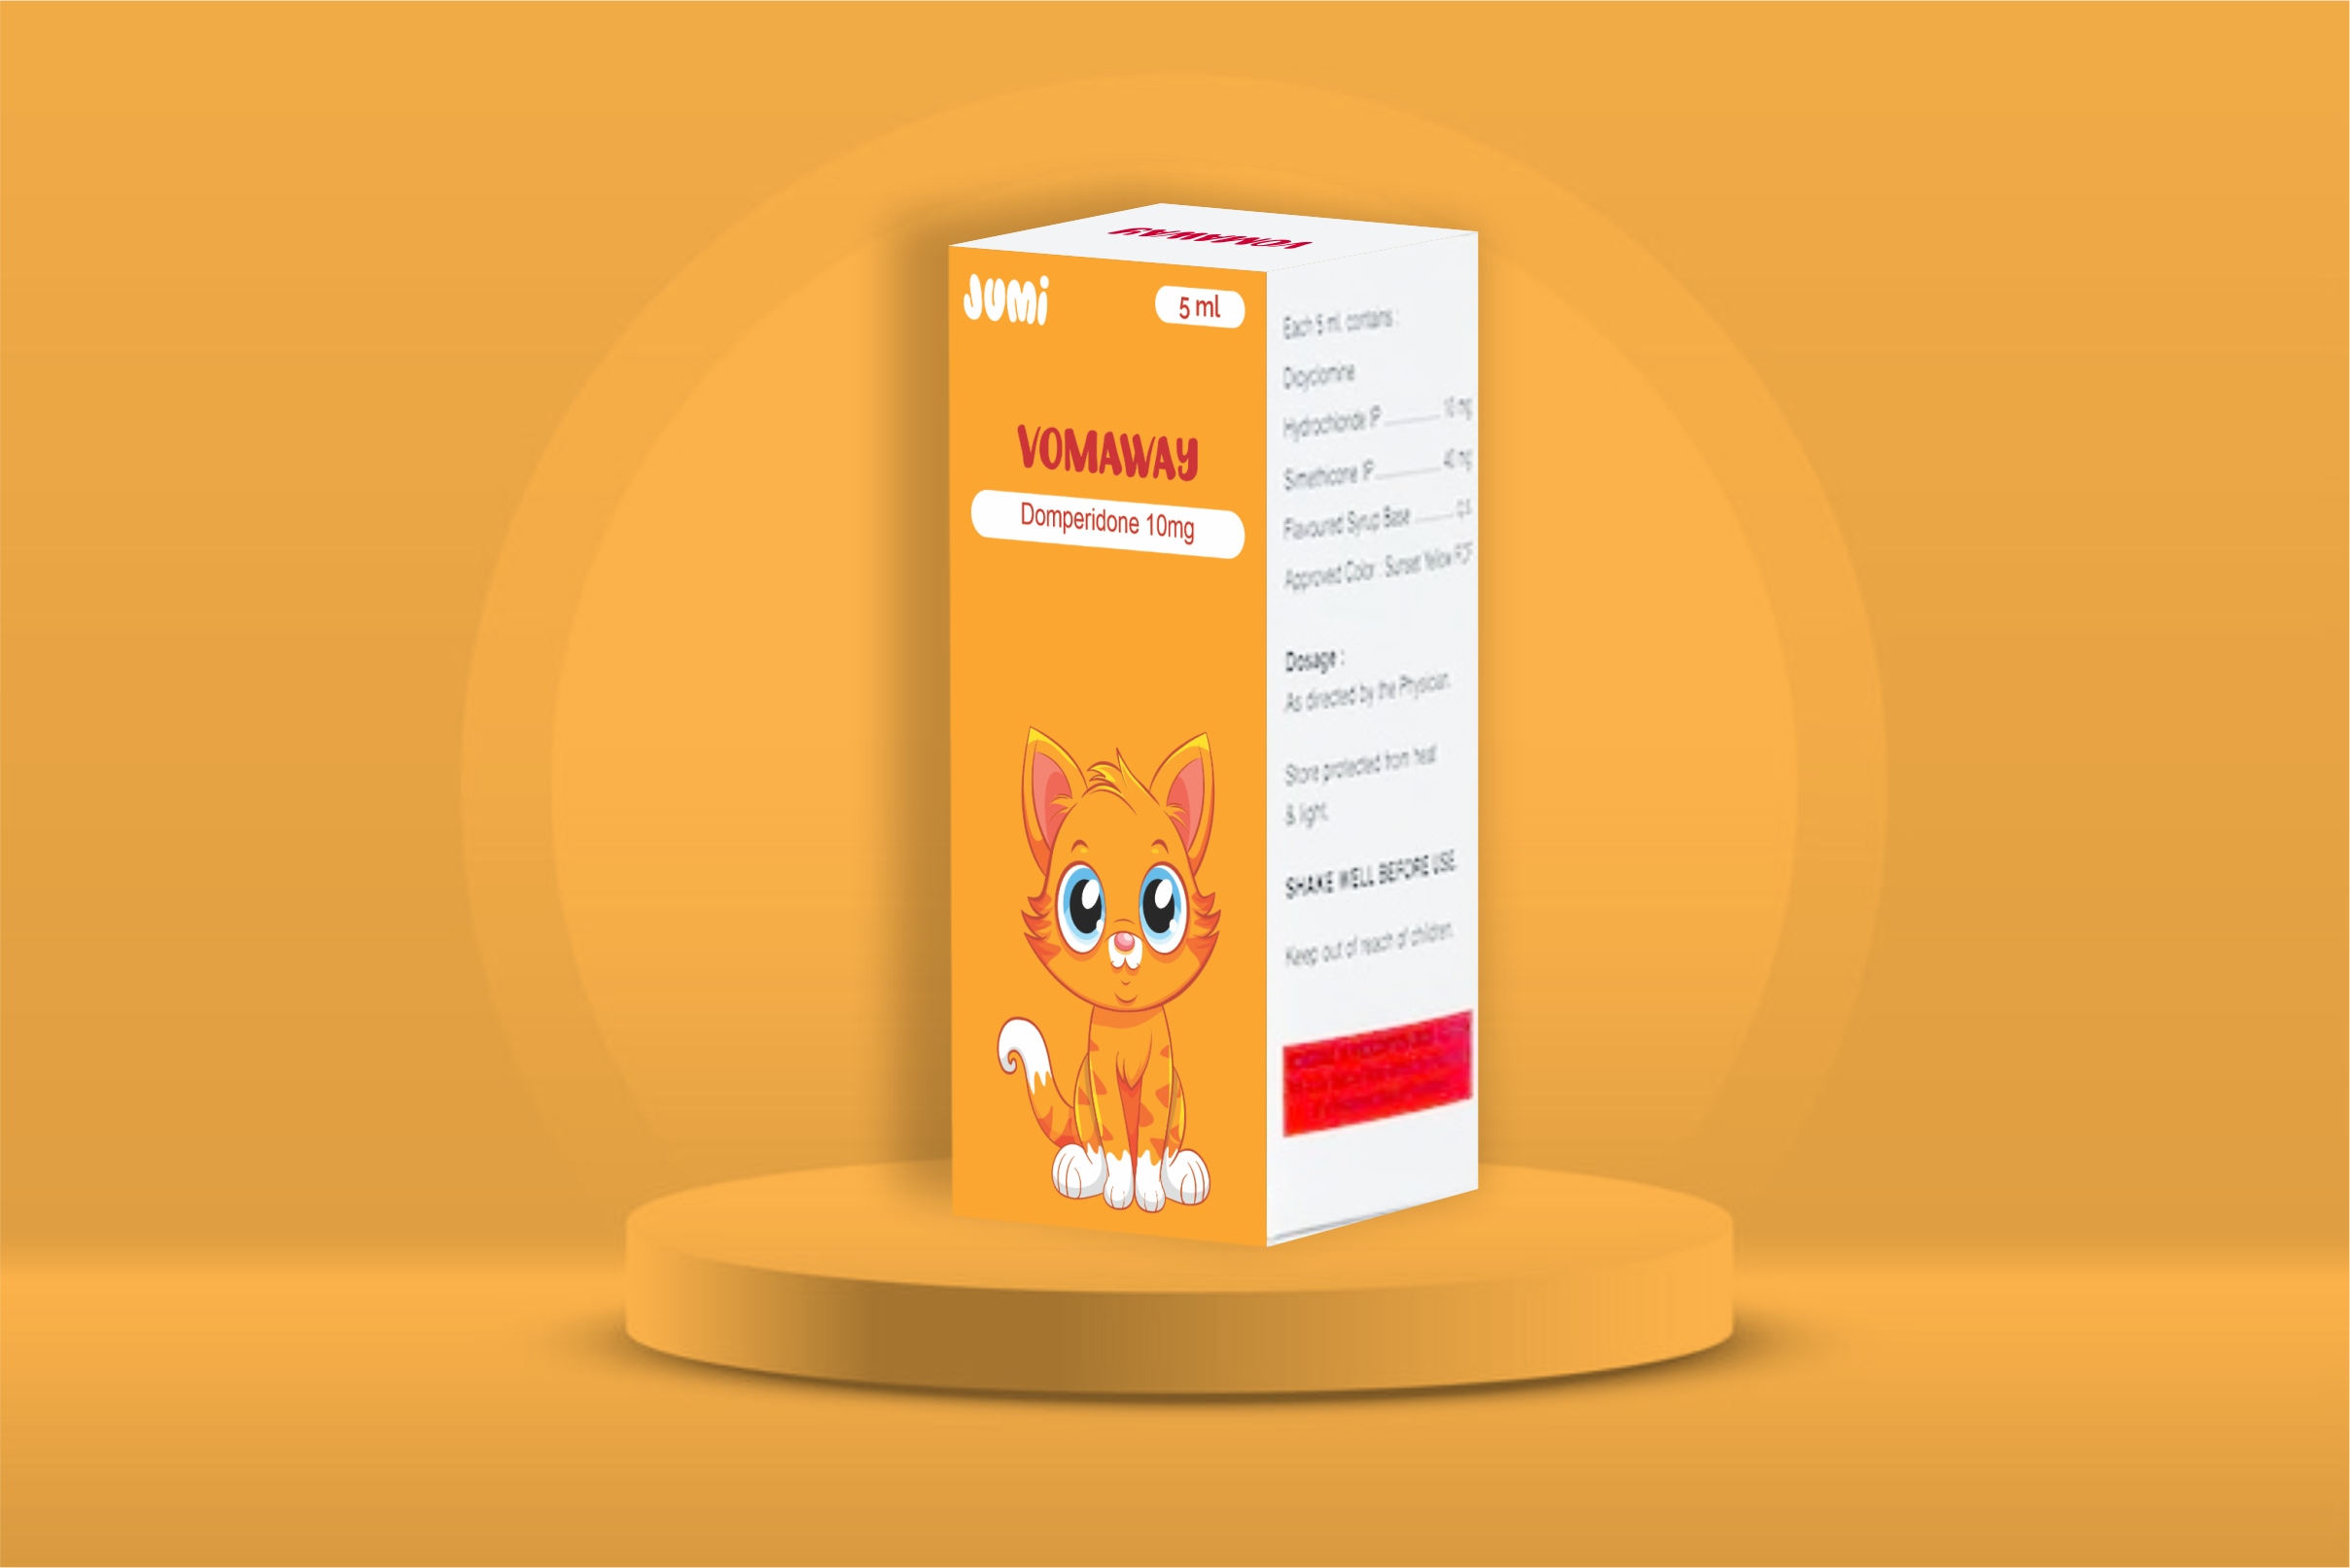 VOMAWAY
JUMi
5 ml
VOMAWAY
Domperidone 10mg
Each 5 ml. contains :
Dicyclomine
Hydrochloride IP .............. 10 mg
Simethicone IP .............. 40 mg
Flavoured Syrup Base .......... q.s.
Approved Color : Sunset Yellow FCF
Dosage :
As directed by the Physician.
Store protected from heat
& light.
SHAKE WELL BEFORE USE.
Keep out of reach of children.